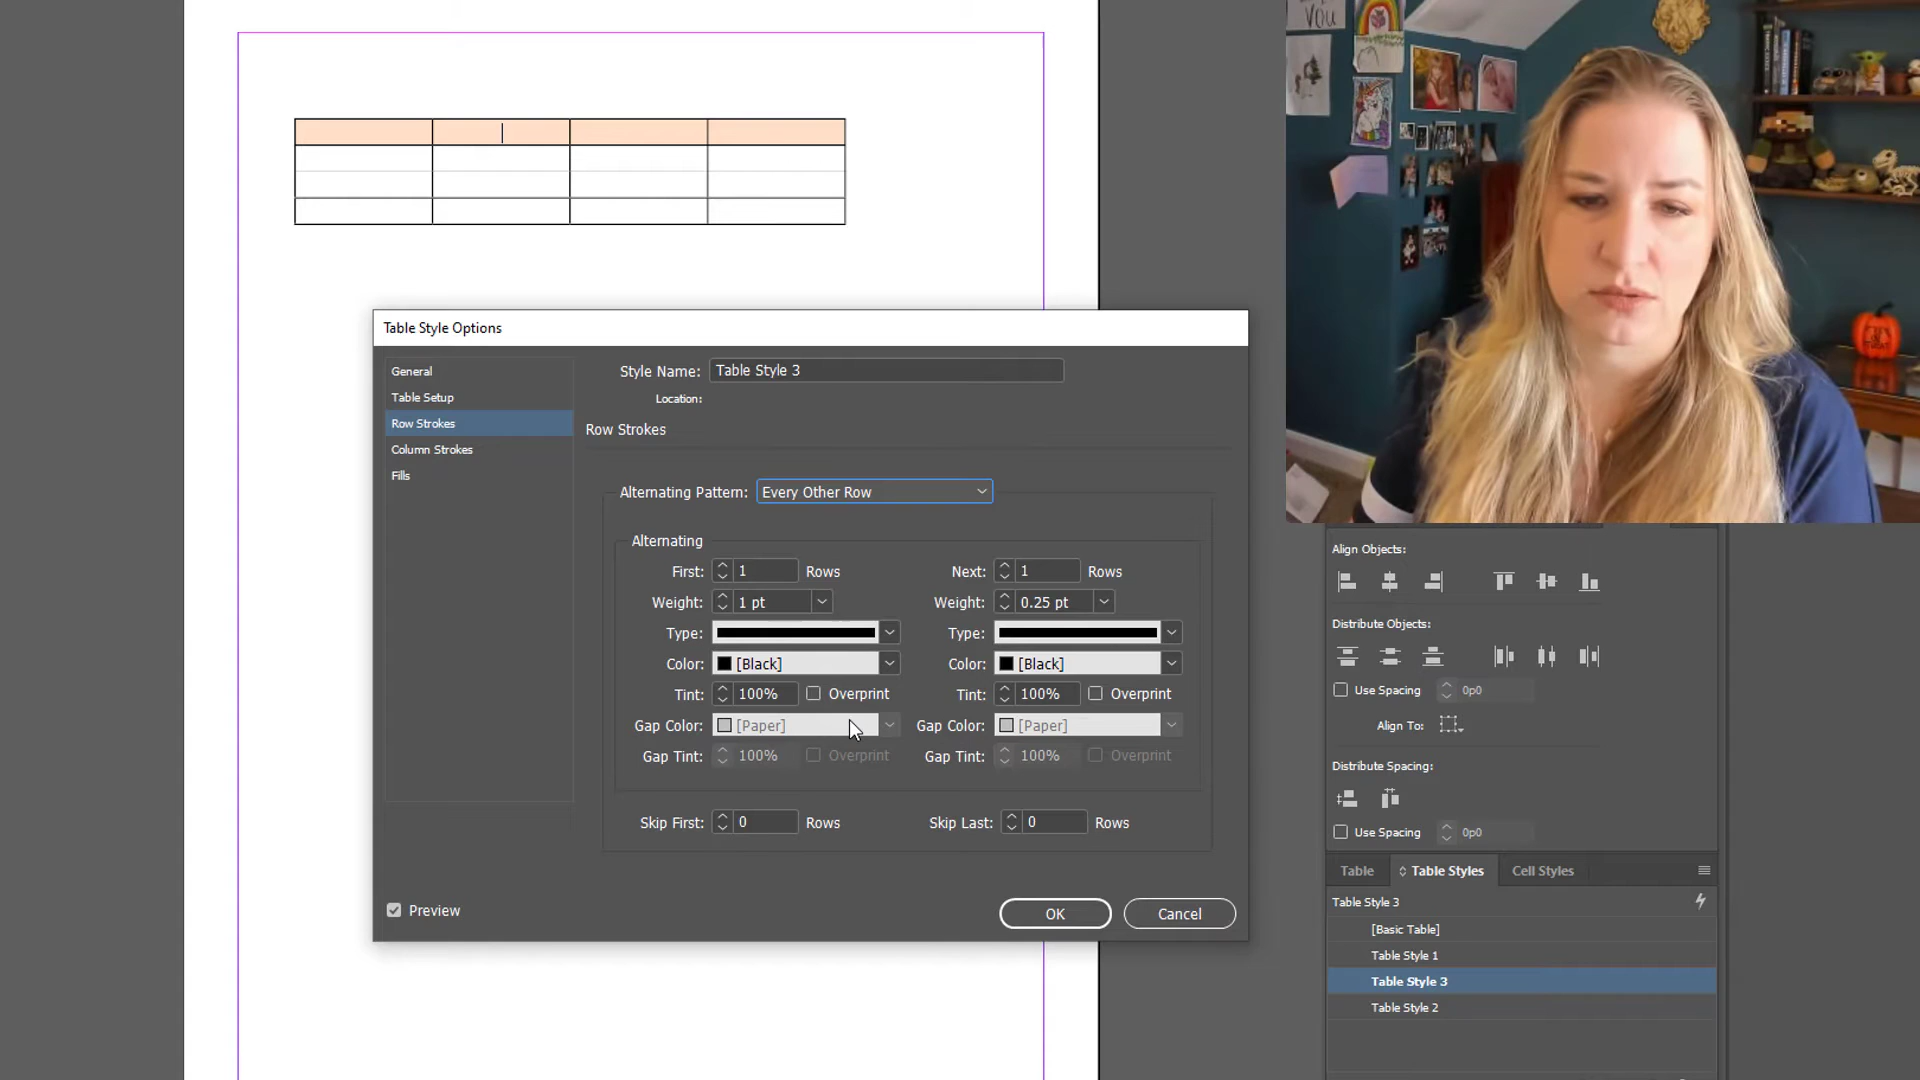 YOU
Table Style Options
General
Table Setup
Row Strokes
Column Strokes
Fills
Style Name: Table Style 3
Location:
Row Strokes
Alternating Pattern: Every Other Row
Alternating
First: 1 Rows Next: 1 Rows
Weight: 1 pt Weight: 0.25 pt
Type: Type:
Color: [Black] Color: [Black]
Tint: 100% Overprint Tint: 100% Overprint
Gap Color: [Paper] Gap Color: [Paper]
Gap Tint: 100% Overprint Gap Tint: 100% Overprint
Skip First: 0 Rows Skip Last: 0 Rows
Preview
OK Cancel
Align Objects:
Distribute Objects:
Use Spacing 0p0
Align To:
Distribute Spacing:
Use Spacing 0p0
Table Table Styles Cell Styles
Table Style 3
[Basic Table]
Table Style 1
Table Style 3
Table Style 2